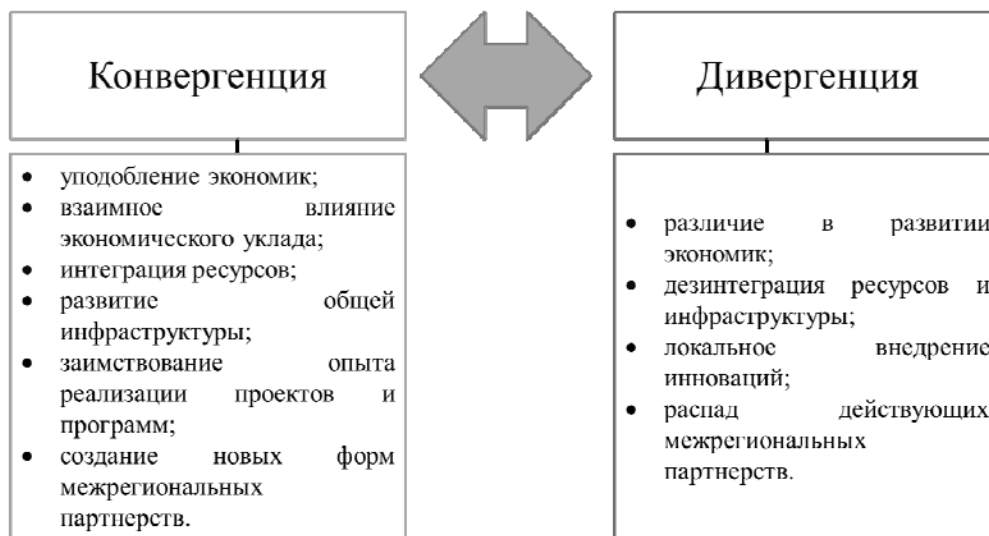 Конвергенция
• уподобление экономик;
• взаимное влияние
экономического уклада;
• интеграция ресурсов;
• развитие общей
инфраструктуры;
• заимствование опыта
реализации проектов и
программ;
• создание новых форм
межрегиональных
партнерств.
Дивергенция
• различие в развитии
экономик;
• дезинтеграция ресурсов и
инфраструктуры;
• локальное внедрение
инноваций;
• распад действующих
межрегиональных
партнерств.